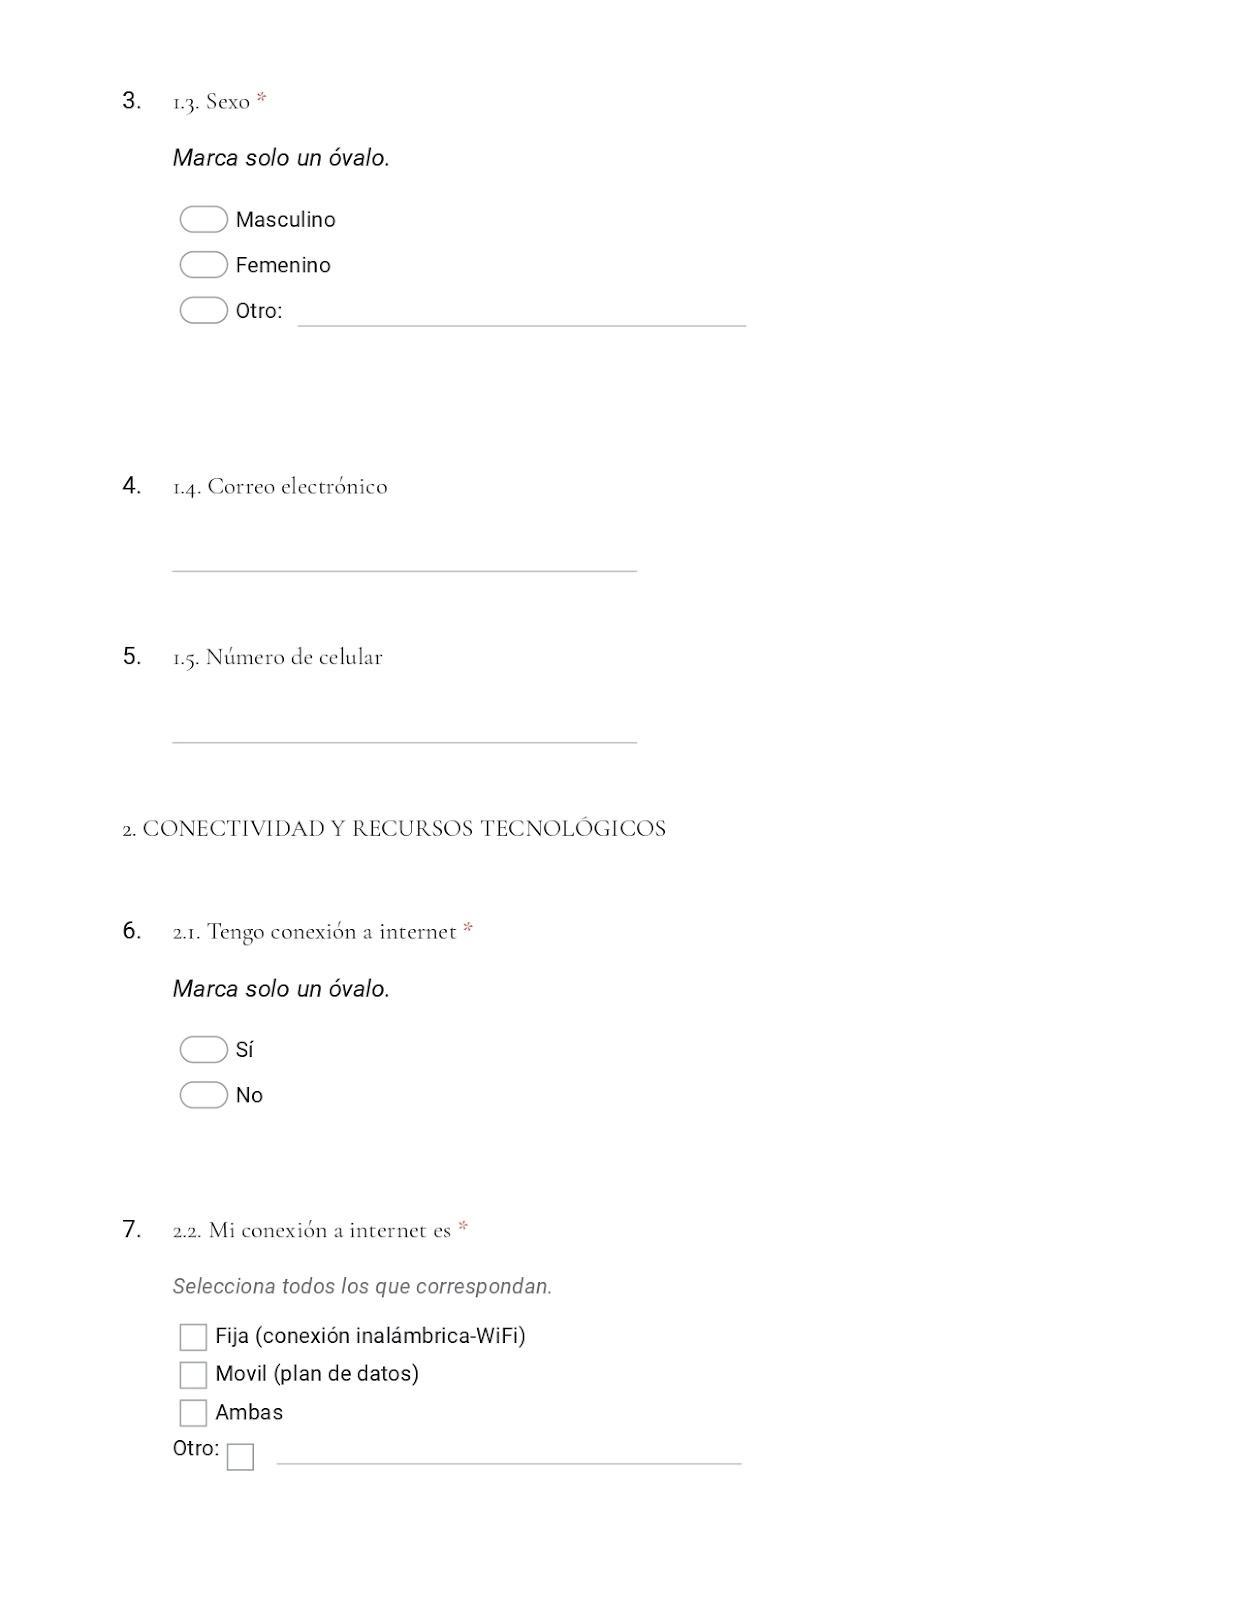 3. 1.3. Sexo *
Marca solo un óvalo.
Masculino
Femenino
Otro:
4. 1.4. Correo electrónico
5. 1.5. Número de celular
2. CONECTIVIDAD Y RECURSOS TECNOLÓGICOS
6. 2.1. Tengo conexión a internet *
Marca solo un óvalo.
Sí
No
7. 2.2. Mi conexión a internet es *
Selecciona todos los que correspondan.
Fija (conexión inalámbrica-WiFi)
Movil (plan de datos)
Ambas
Otro: